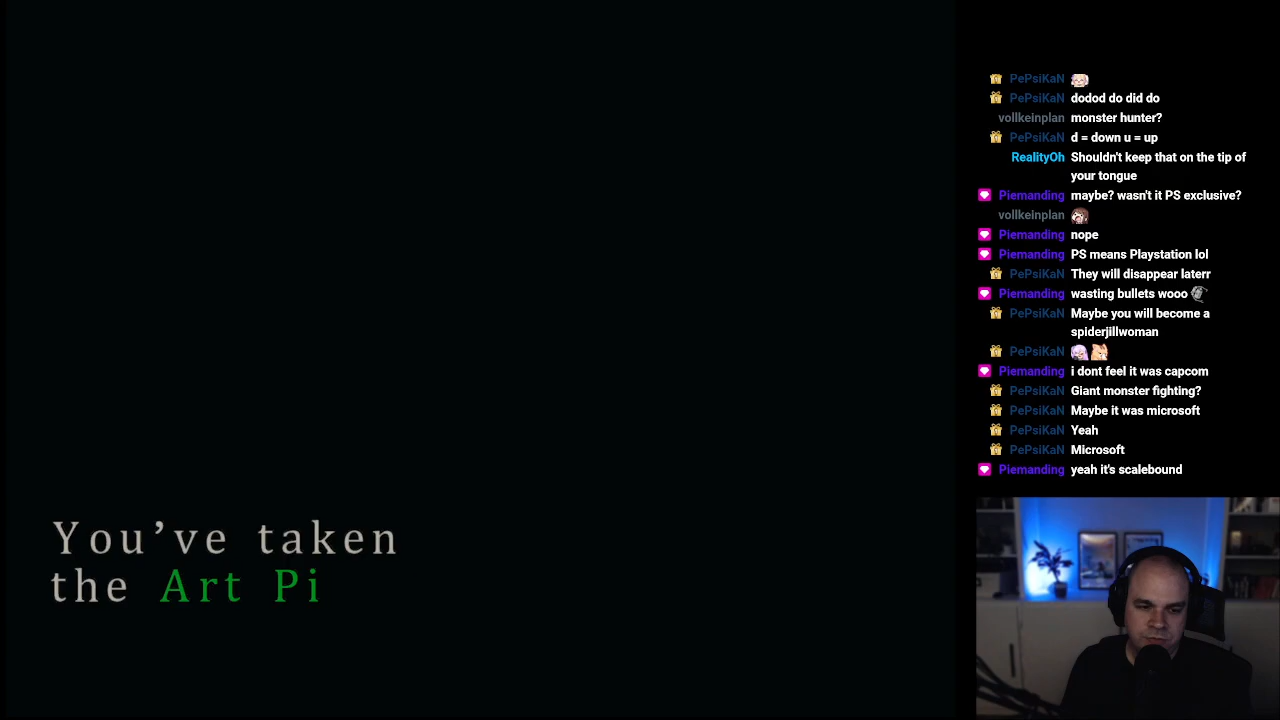 PePsiKaN
PePsiKaN dodod do did do
vollkeinplan monster hunter?
PePsiKaN d = down u = up
RealityOh Shouldn't keep that on the tip of
your tongue
Piemanding maybe? wasn't it PS exclusive?
vollkeinplan
Piemanding nope
Piemanding PS means Playstation lol
PePsiKaN They will disappear laterr
Piemanding wasting bullets wooo
PePsiKaN Maybe you will become a
spiderjillwoman
PePsiKaN
Piemanding i dont feel it was capcom
PePsiKaN Giant monster fighting?
PePsiKaN Maybe it was microsoft
PePsiKaN Yeah
PePsiKaN Microsoft
Piemanding yeah it's scalebound
You’ve taken
the Art Pi